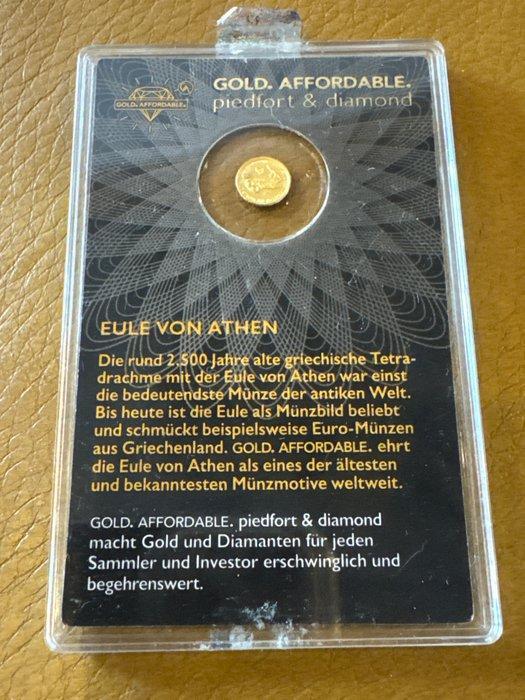 GOLD. AFFORDABLE.
GOLD. AFFORDABLE.
piedfort & diamond
EULE VON ATHEN
Die rund 2.500 Jahre alte griechische Tetra-
drachme mit der Eule von Athen war einst
die bedeutendste Münze der antiken Welt.
Bis heute ist die Eule als Münzbild beliebt
und schmückt beispielsweise Euro-Münzen
aus Griechenland. GOLD. AFFORDABLE. ehrt
die Eule von Athen als eines der ältesten
und bekanntesten Münzmotive weltweit.
GOLD. AFFORDABLE. piedfort & diamond
macht Gold und Diamanten für jeden
Sammler und Investor erschwinglich und
begehrenswert.